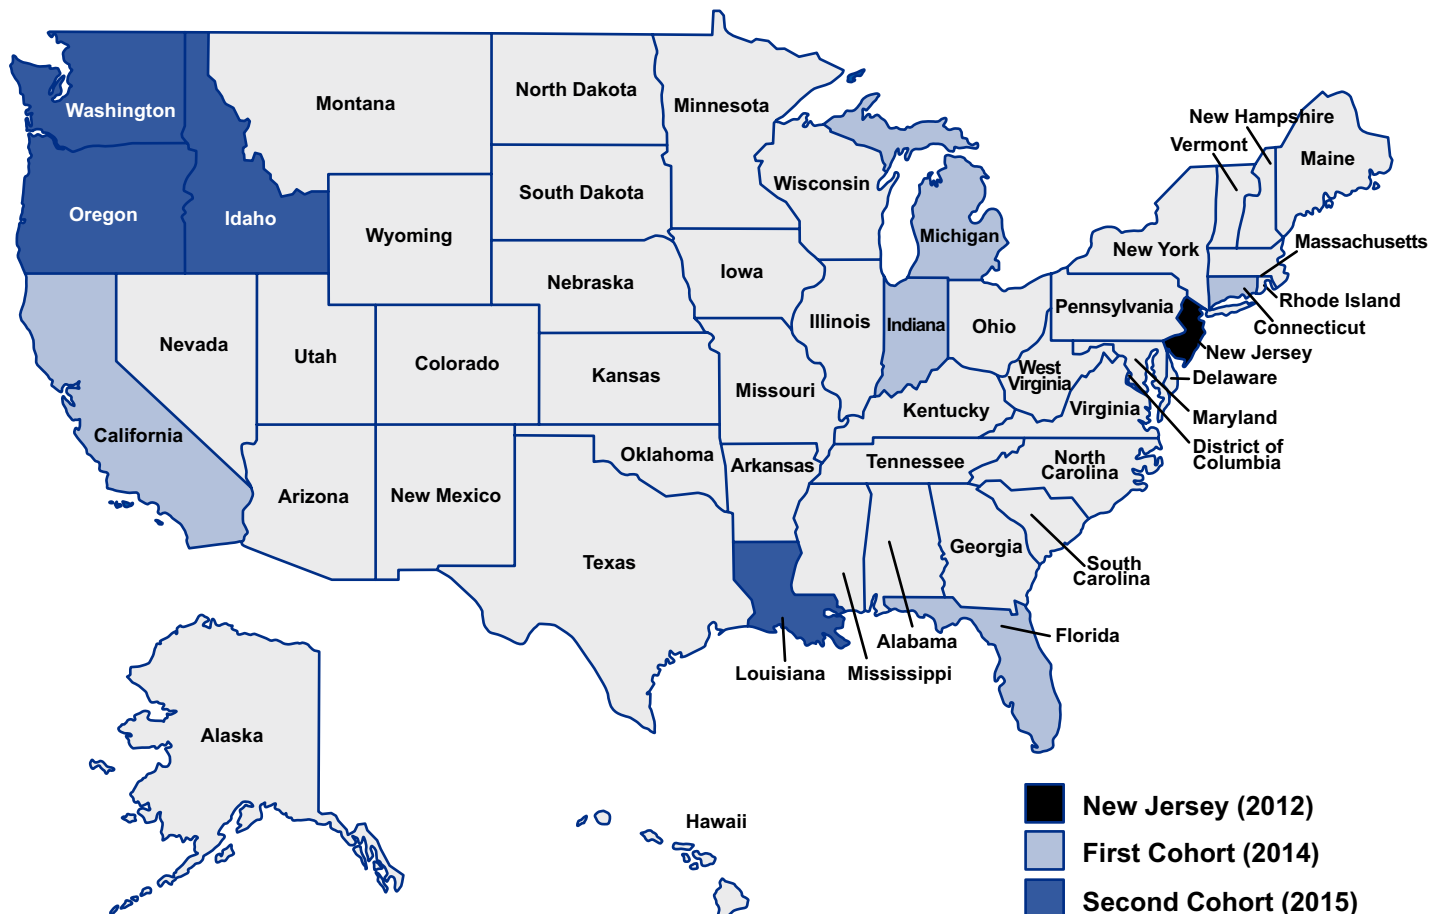 New Hampshire
Vermont
Maine
Washington
Montana
North Dakota
Minnesota
Wisconsin
South Dakota
Oregon
Idaho
Wyoming
Michigan
New York
Massachusetts
Iowa
Nebraska
Rhode Island
Pennsylvania
Connecticut
Illinois
Indiana
Ohio
Nevada
Utah
Colorado
New Jersey
Kansas
Missouri
West
Virginia
Delaware
Kentucky
Virginia
Maryland
California
District of
Columbia
Oklahoma
Arkansas
Tennessee
North
Carolina
Arizona
New Mexico
Texas
Georgia
South
Carolina
Florida
Alabama
Louisiana
Mississippi
Alaska
Hawaii
New Jersey (2012)
First Cohort (2014)
Second Cohort (2015)